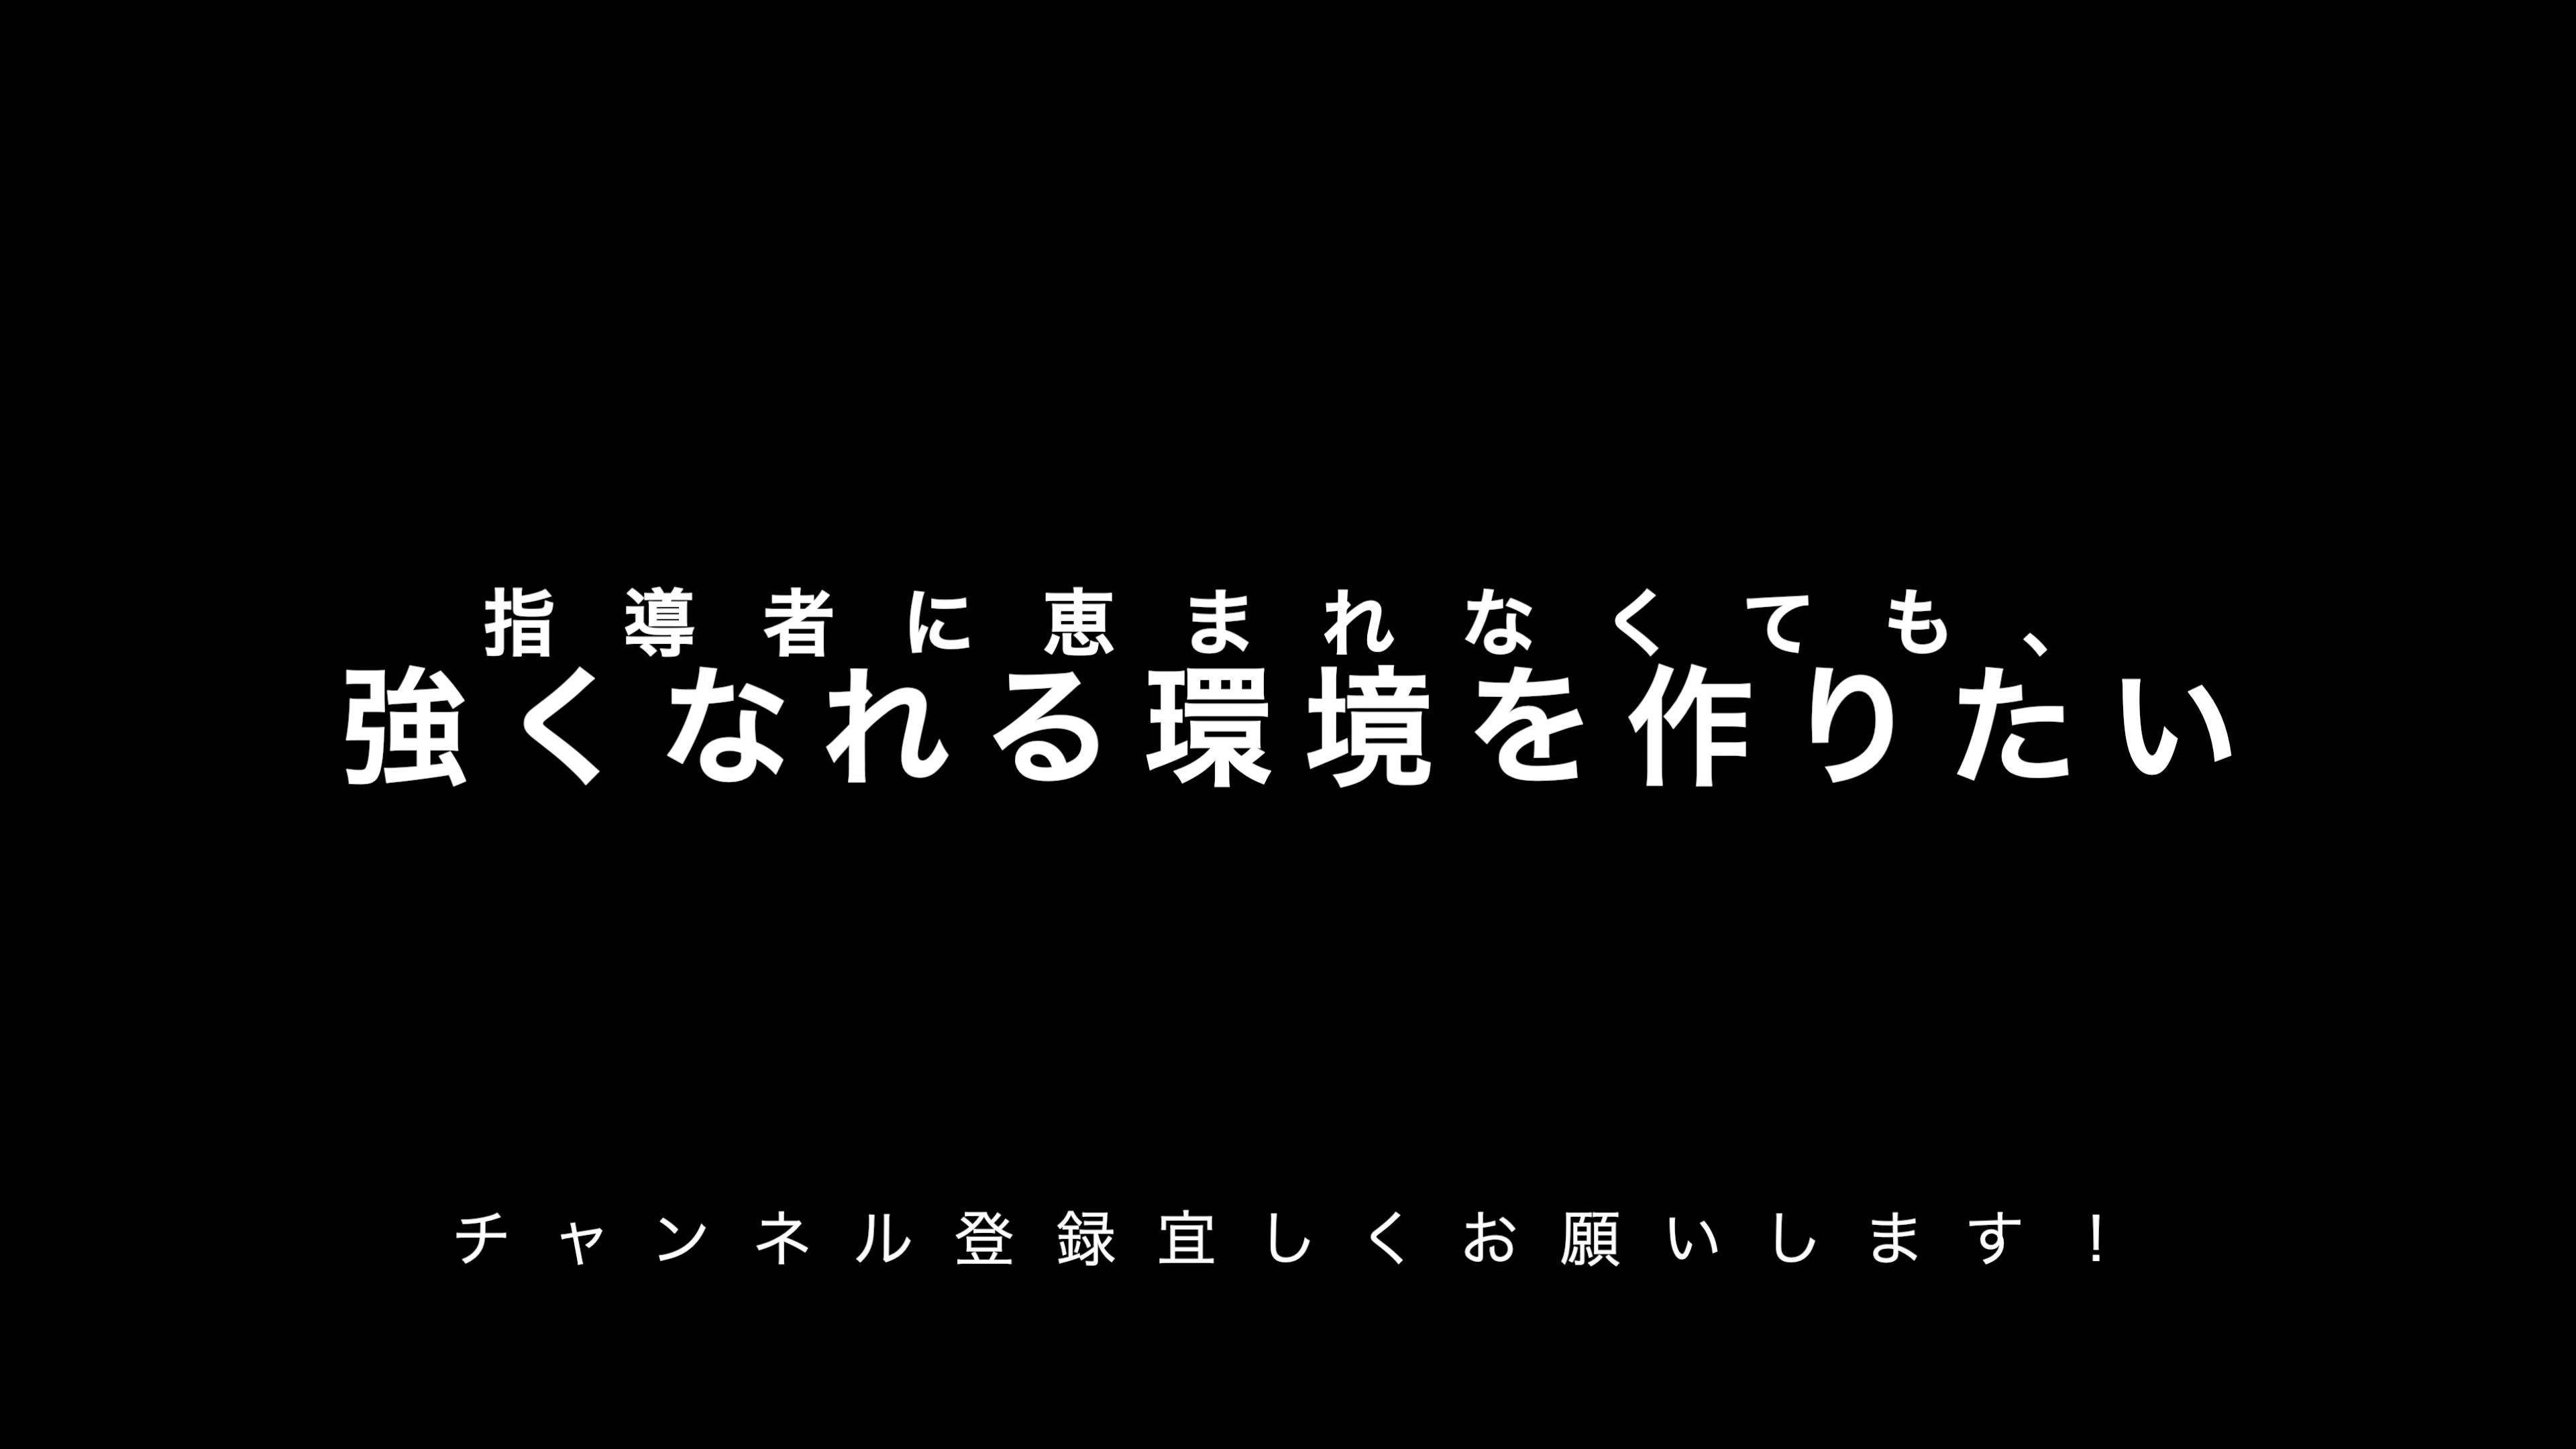 指導者に恵まれなくても、
強くなれる環境を作りたい
チャンネル登録宜しくお願いします！